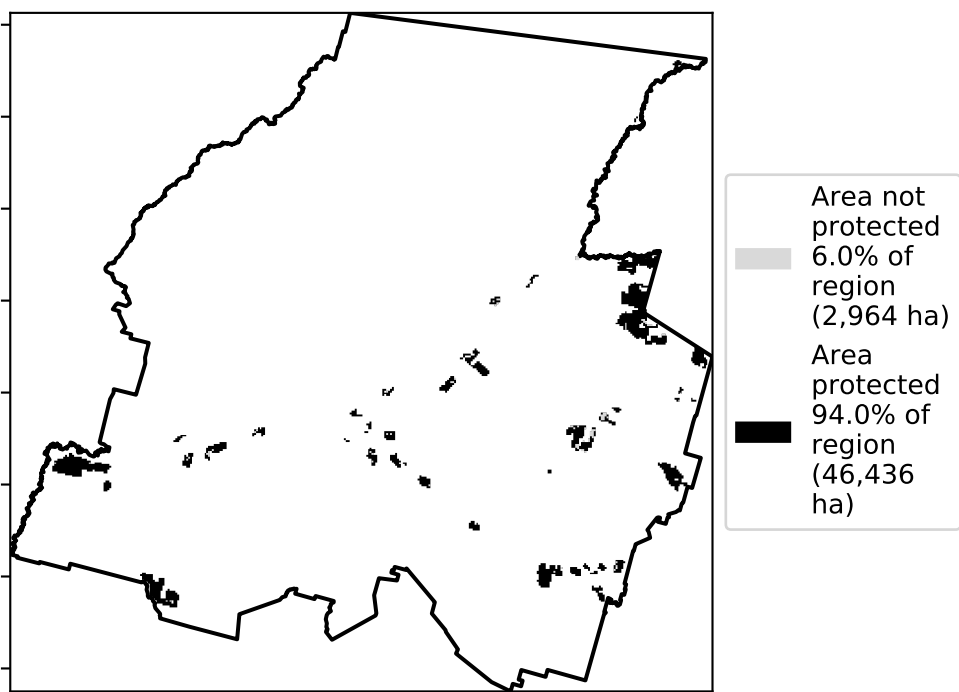 Area not
protected
6.0% of
region
(2,964 ha)
Area
protected
94.0% of
region
(46,436
ha)